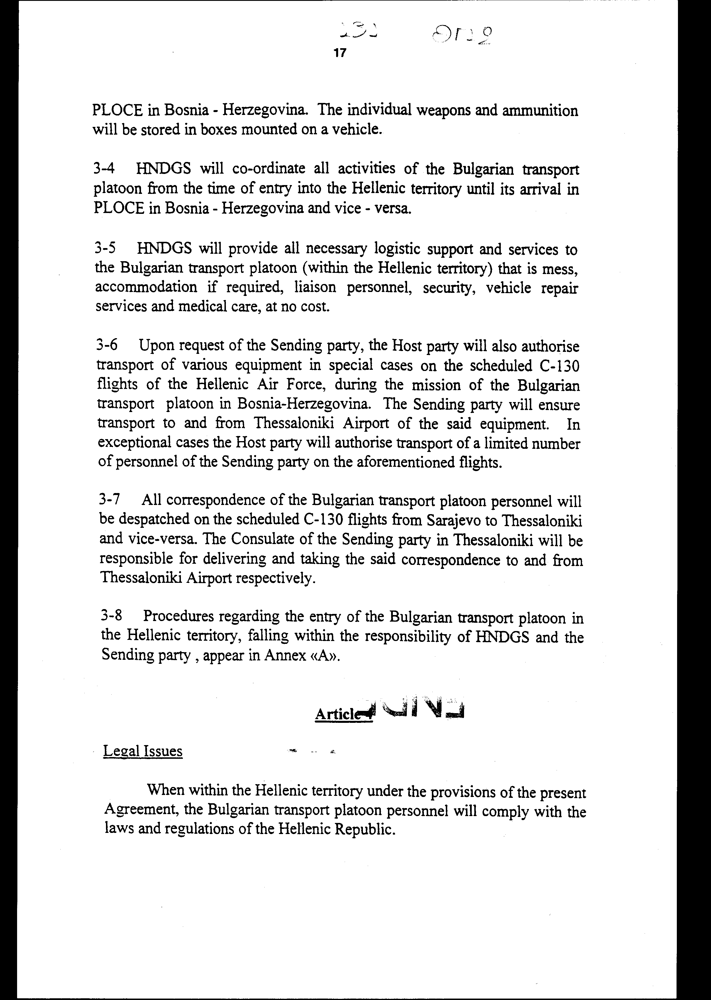 17
PLOCE in Bosnia - Herzegovina. The individual weapons and ammunition
will be stored in boxes mounted on a vehicle.
3-4 HNDGS will co-ordinate all activities of the Bulgarian transport
platoon from the time of entry into the Hellenic territory until its arrival in
PLOCE in Bosnia - Herzegovina and vice - versa.
3-5 HNDGS will provide all necessary logistic support and services to
the Bulgarian transport platoon (within the Hellenic territory) that is mess,
accommodation if required, liaison personnel, security, vehicle repair
services and medical care, at no cost.
3-6 Upon request of the Sending party, the Host party will also authorise
transport of various equipment in special cases on the scheduled C-130
flights of the Hellenic Air Force, during the mission of the Bulgarian
transport platoon in Bosnia-Herzegovina. The Sending party will ensure
transport to and from Thessaloniki Airport of the said equipment. In
exceptional cases the Host party will authorise transport of a limited number
of personnel of the Sending party on the aforementioned flights.
3-7 All correspondence of the Bulgarian transport platoon personnel will
be despatched on the scheduled C-130 flights from Sarajevo to Thessaloniki
and vice-versa. The Consulate of the Sending party in Thessaloniki will be
responsible for delivering and taking the said correspondence to and from
Thessaloniki Airport respectively.
3-8 Procedures regarding the entry of the Bulgarian transport platoon in
the Hellenic territory, falling within the responsibility of HNDGS and the
Sending party , appear in Annex «A».
Article 4
Legal Issues
When within the Hellenic territory under the provisions of the present
Agreement, the Bulgarian transport platoon personnel will comply with the
laws and regulations of the Hellenic Republic.